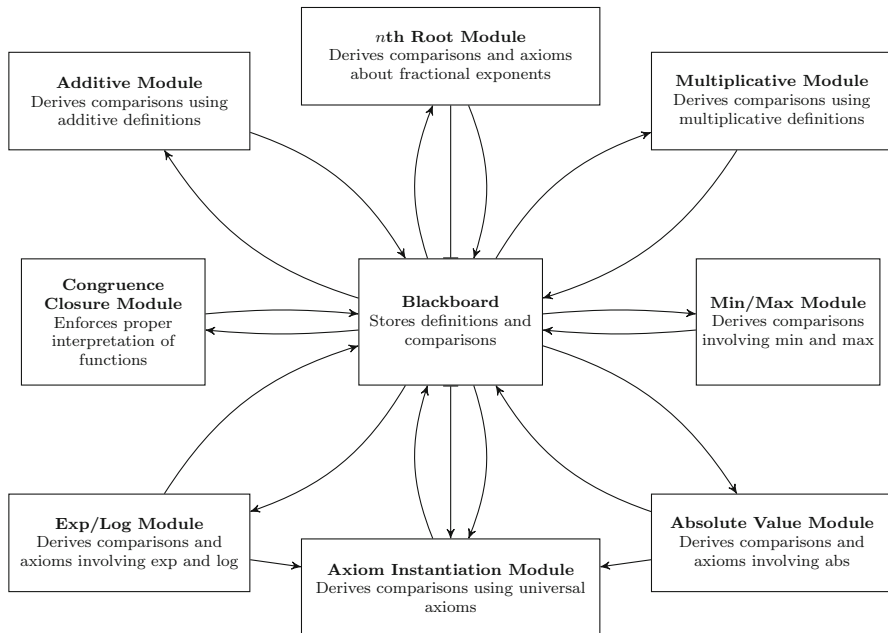 nth Root Module
Derives comparisons and axioms
about fractional exponents
Additive Module
Derives comparisons using
additive definitions
Multiplicative Module
Derives comparisons using
multiplicative definitions
Congruence
Closure Module
Enforces proper
interpretation of
functions
Blackboard
Stores definitions and
comparisons
Min/Max Module
Derives comparisons
involving min and max
Exp/Log Module
Derives comparisons and
axioms involving exp and log
Axiom Instantiation Module
Derives comparisons using universal
axioms
Absolute Value Module
Derives comparisons and
axioms involving abs